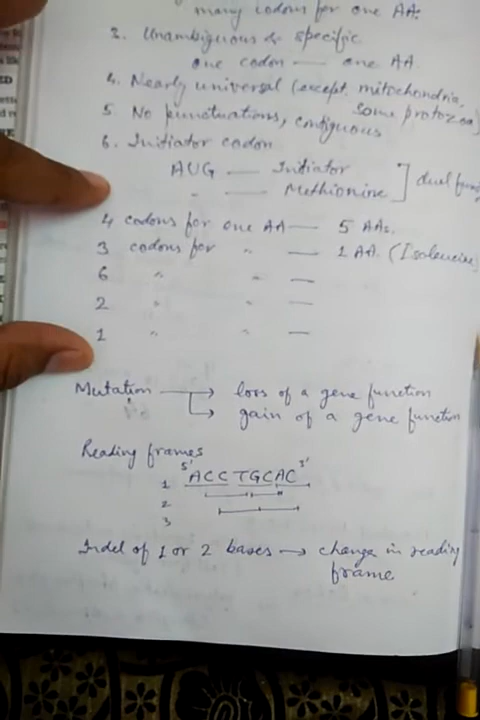 many codons for one AA.
2. Unambiguous & specific
one codon — one AA.
4. Nearly universal (except, mitochondria,
some protozoa)
5. No punctuations, contiguous
6. Initiator codon
AUG — Initiator
" — Methionine ] dual func
4 codons for one AA — 5 AAs.
3 codons for " — 1 AA. (Isoleucine)
6 " " —
2 " " —
1 " " —
Mutation → loss of a gene function
→ gain of a gene function
Reading frames
1 5' ACCTGCAC 3'
2
3
Indel of 1 or 2 bases → change in reading
frame